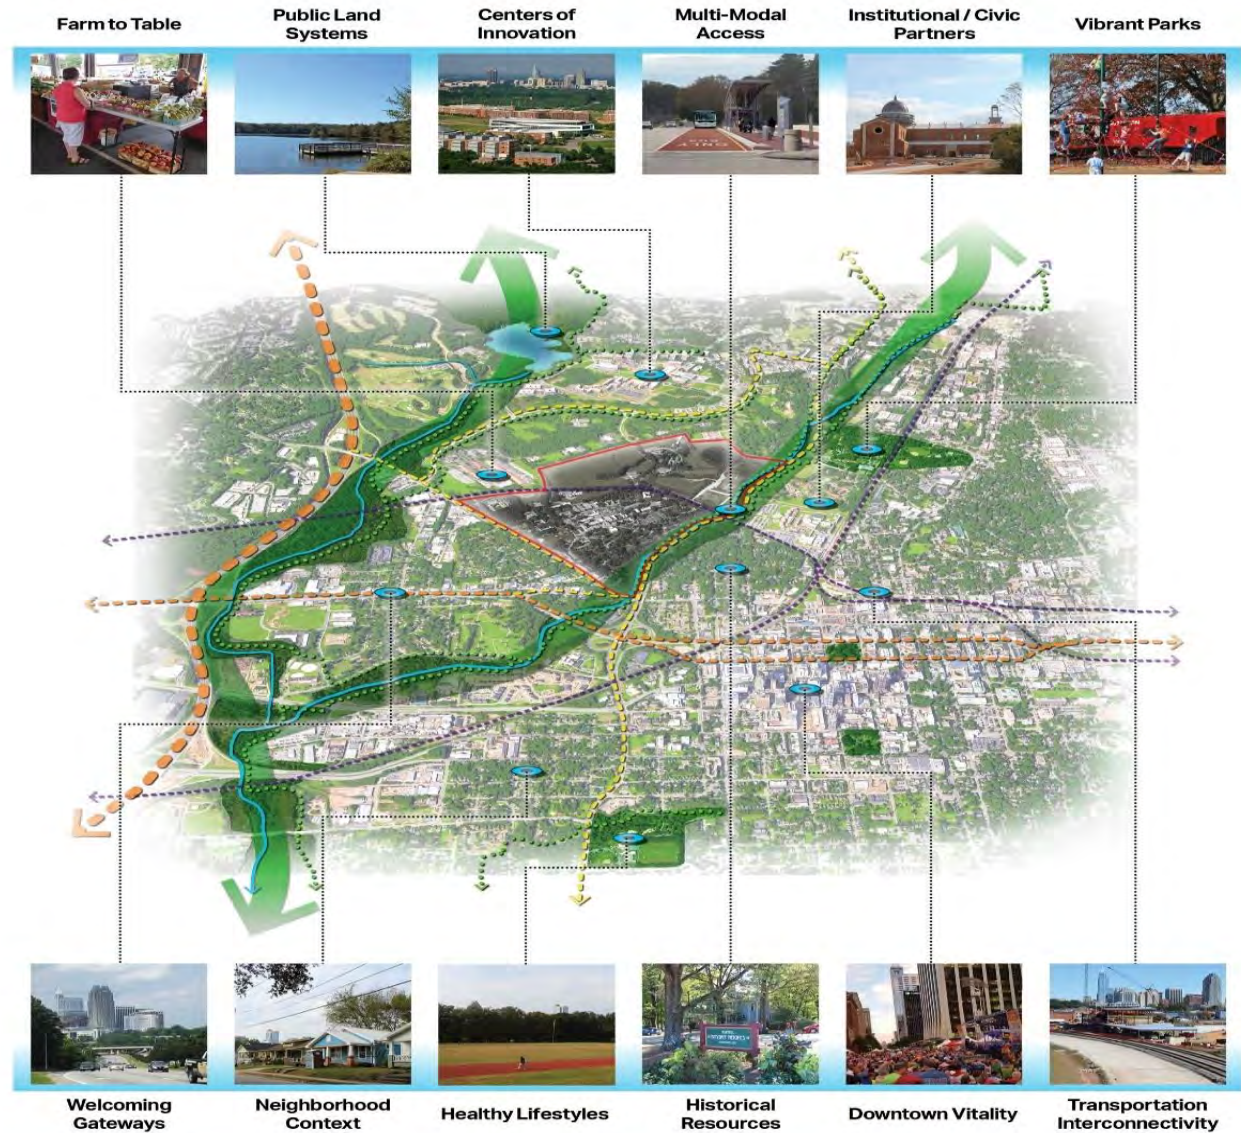 Farm to Table
Public Land
Systems
Centers of
Innovation
Multi-Modal
Access
Institutional / Civic
Partners
Vibrant Parks
Welcoming
Gateways
Neighborhood
Context
Healthy Lifestyles
Historical
Resources
Downtown Vitality
Transportation
Interconnectivity